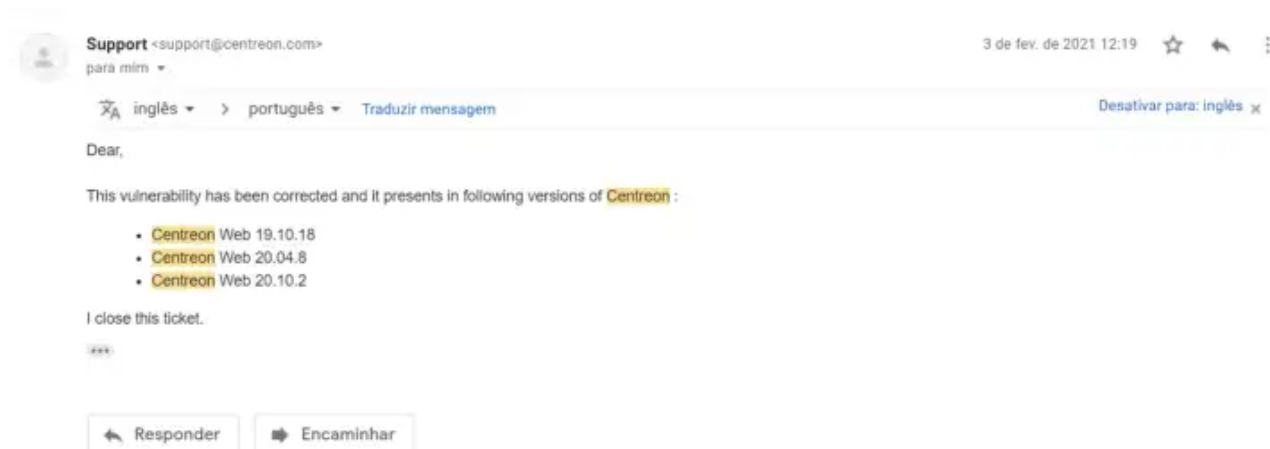 Support <support@centreon.com>
3 de fev. de 2021 12:19
para mim
inglês > português Traduzir mensagem
Desativar para: inglês x
Dear,
This vulnerability has been corrected and it presents in following versions of Centreon :
• Centreon Web 19.10.18
• Centreon Web 20.04.8
• Centreon Web 20.10.2
I close this ticket.
•••
Responder
Encaminhar